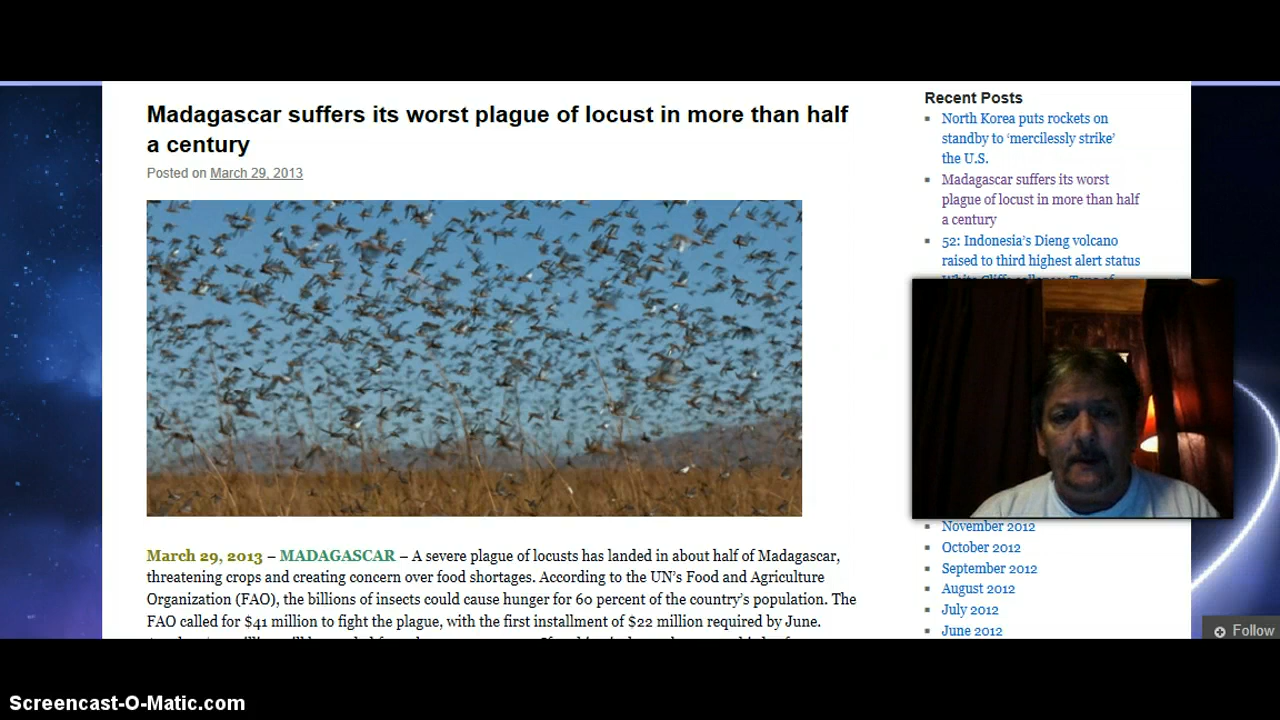 Madagascar suffers its worst plague of locust in more than half
a century
Posted on March 29, 2013
March 29, 2013 – MADAGASCAR – A severe plague of locusts has landed in about half of Madagascar,
threatening crops and creating concern over food shortages. According to the UN's Food and Agriculture
Organization (FAO), the billions of insects could cause hunger for 60 percent of the country's population. The
FAO called for $41 million to fight the plague, with the first installment of $22 million required by June.
Recent Posts
North Korea puts rockets on
standby to 'mercilessly strike'
the U.S.
Madagascar suffers its worst
plague of locust in more than half
a century
52: Indonesia's Dieng volcano
raised to third highest alert status
November 2012
October 2012
September 2012
August 2012
July 2012
June 2012
Follow
Screencast-O-Matic.com